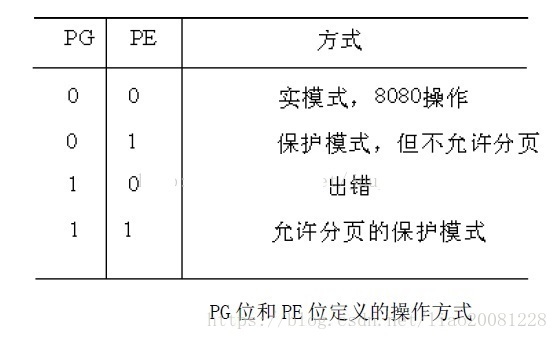 PG PE 方式
0 0 实模式，8080操作
0 1 保护模式，但不允许分页
1 0 出错
1 1 允许分页的保护模式
PG位和PE位定义的操作方式
https://blog.csdn.net/liao20081228